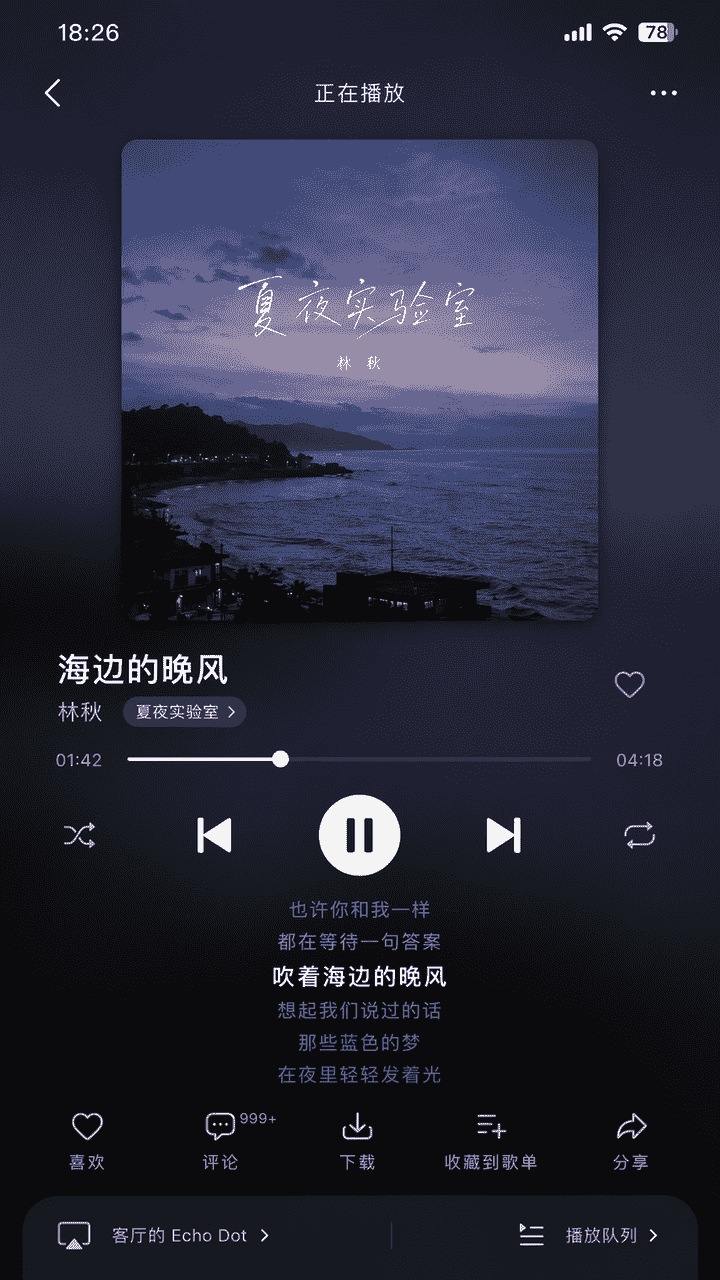 18:26
78
正在播放
夏夜实验室
林 秋
海边的晚风
林秋
夏夜实验室
01:42
04:18
也许你和我一样
都在等待一句答案
吹着海边的晚风
想起我们说过的话
那些蓝色的梦
在夜里轻轻发着光
999+
喜欢
评论
下载
收藏到歌单
分享
客厅的 Echo Dot
播放队列